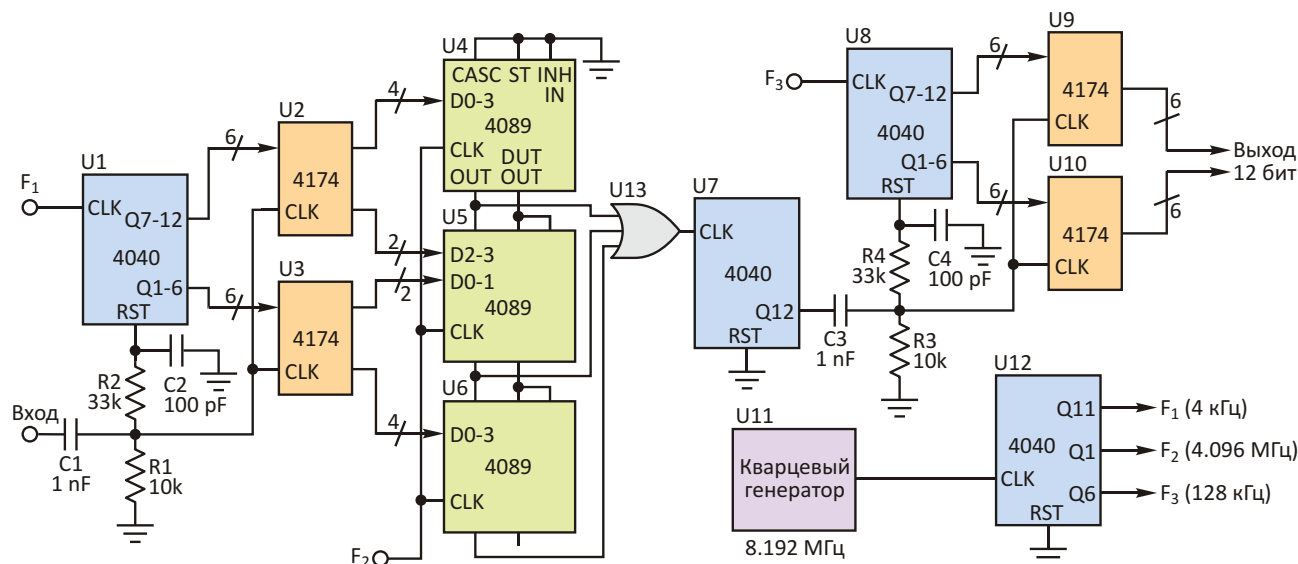 F1
U1
CLK
Q7-12
4040
Q1-6
RST
6
6
R2
33k
C2
100 pF
Вход
C1
1 nF
R1
10k
U2
4174
CLK
U3
4174
CLK
4
2
2
4
U4
CASC ST INH
IN
D0-3
4089
CLK
DUT
OUT OUT
U5
D2-3
D0-1
4089
CLK
U6
D0-3
4089
CLK
F2
U13
U7
CLK
4040
Q12
RST
C3
1 nF
F3
U8
CLK
Q7-12
4040
Q1-6
RST
6
6
R4
33k
C4
100 pF
R3
10k
U9
4174
CLK
U10
4174
CLK
6
6
Выход
12 бит
U11
Кварцевый
генератор
8.192 МГц
U12
Q11
4040
Q1
CLK
Q6
RST
F1 (4 кГц)
F2 (4.096 МГц)
F3 (128 кГц)